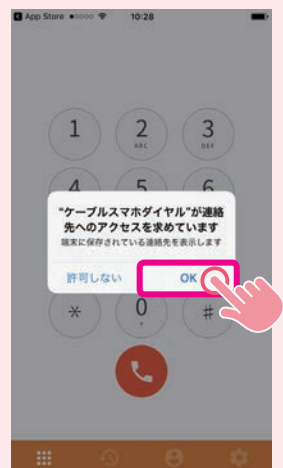 App Store 10:28
1 2 3
ABC DEF
4 5 6
"ケーブルスマホダイヤル"が連絡
先へのアクセスを求めています
端末に保存されている連絡先を表示します
許可しない OK
* 0 #
+